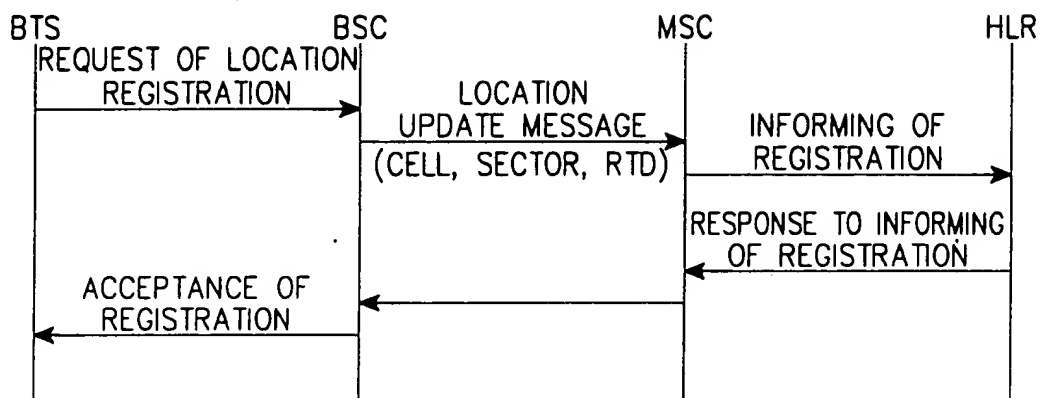 BTS BSC MSC HLR
REQUEST OF LOCATION
REGISTRATION
LOCATION
UPDATE MESSAGE
(CELL, SECTOR, RTD)
INFORMING OF
REGISTRATION
RESPONSE TO INFORMING
OF REGISTRATION
ACCEPTANCE OF
REGISTRATION